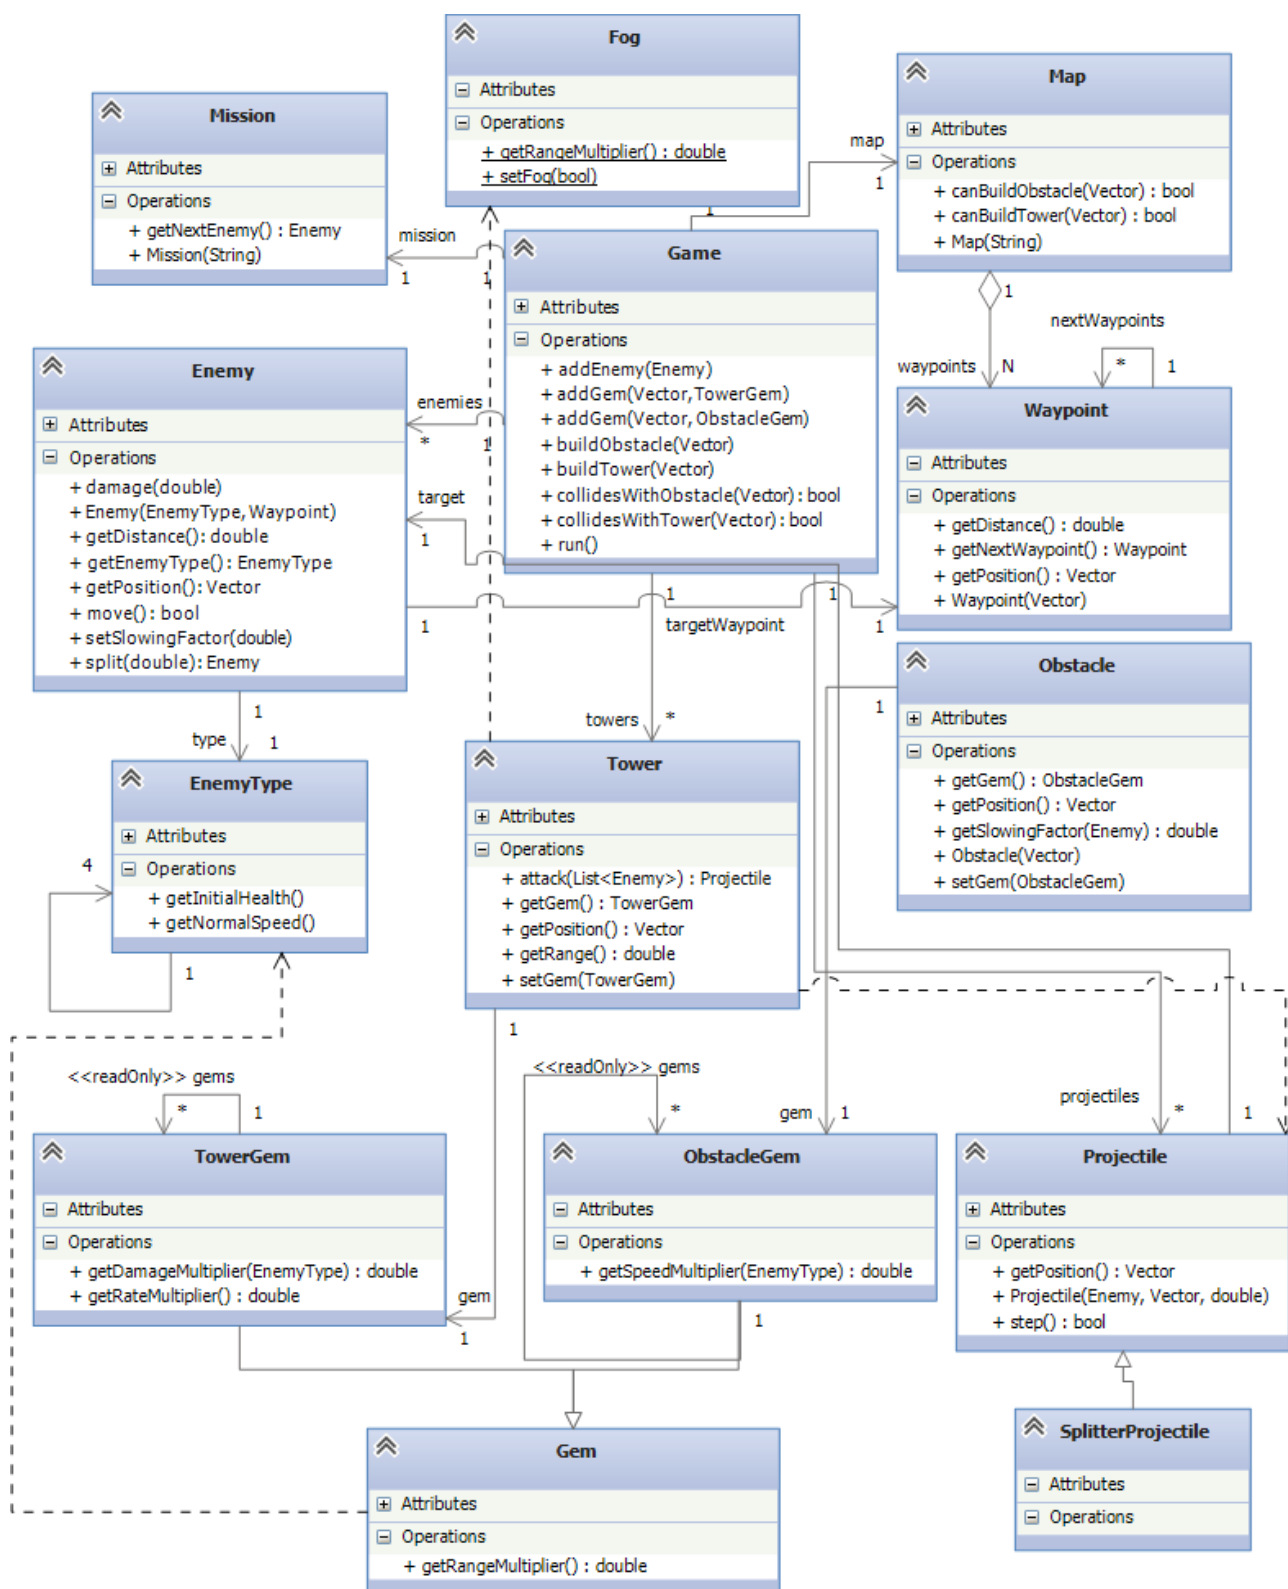 Fog
Attributes
Operations
+ getRangeMultiplier() : double
+ setFog(bool)
Map
Attributes
Operations
+ canBuildObstacle(Vector) : bool
+ canBuildTower(Vector) : bool
+ Map(String)
Mission
Attributes
Operations
+ getNextEnemy() : Enemy
+ Mission(String)
map
1
1
mission
1
1
Game
Attributes
Operations
+ addEnemy(Enemy)
+ addGem(Vector,TowerGem)
+ addGem(Vector,ObstacleGem)
+ buildObstacle(Vector)
+ buildTower(Vector)
+ collidesWithObstacle(Vector) : bool
+ collidesWithTower(Vector) : bool
+ run()
1
nextWaypoints
waypoints
N
*
1
Enemy
Attributes
Operations
+ damage(double)
+ Enemy(EnemyType, Waypoint)
+ getDistance() : double
+ getEnemyType() : EnemyType
+ getPosition() : Vector
+ move() : bool
+ setSlowingFactor(double)
+ split(double) : Enemy
enemies
*
1
target
1
Waypoint
Attributes
Operations
+ getDistance() : double
+ getNextWaypoint() : Waypoint
+ getPosition() : Vector
+ Waypoint(Vector)
1
1
1
targetWaypoint
1
Obstacle
Attributes
Operations
+ getGem() : ObstacleGem
+ getPosition() : Vector
+ getSlowingFactor(Enemy) : double
+ Obstacle(Vector)
+ setGem(ObstacleGem)
1
1
type
1
towers
*
EnemyType
Attributes
Operations
+ getInitialHealth()
+ getNormalSpeed()
4
1
Tower
Attributes
Operations
+ attack(List<Enemy>) : Projectile
+ getGem() : TowerGem
+ getPosition() : Vector
+ getRange() : double
+ setGem(TowerGem)
1
<<readOnly>> gems
*
1
<<readOnly>> gems
*
gem
1
projectiles
*
1
TowerGem
Attributes
Operations
+ getDamageMultiplier(EnemyType) : double
+ getRateMultiplier() : double
gem
1
ObstacleGem
Attributes
Operations
+ getSpeedMultiplier(EnemyType) : double
1
Projectile
Attributes
Operations
+ getPosition() : Vector
+ Projectile(Enemy, Vector, double)
+ step() : bool
Gem
Attributes
Operations
+ getRangeMultiplier() : double
SplitterProjectile
Attributes
Operations